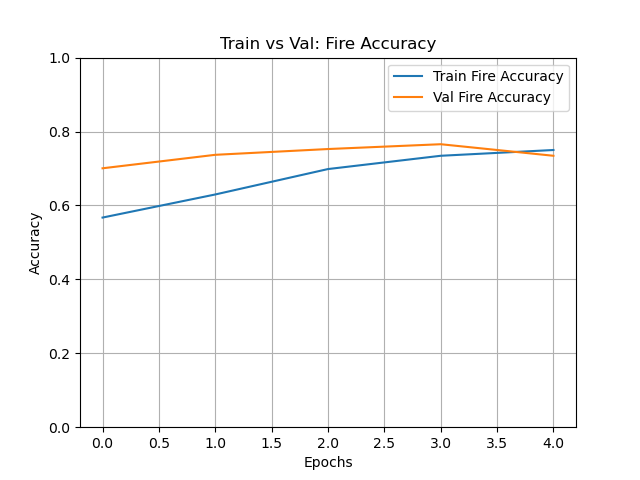 Train vs Val: Fire Accuracy
Train Fire Accuracy
Val Fire Accuracy
1.0
0.8
0.6
0.4
0.2
0.0
Accuracy
0.0 0.5 1.0 1.5 2.0 2.5 3.0 3.5 4.0
Epochs